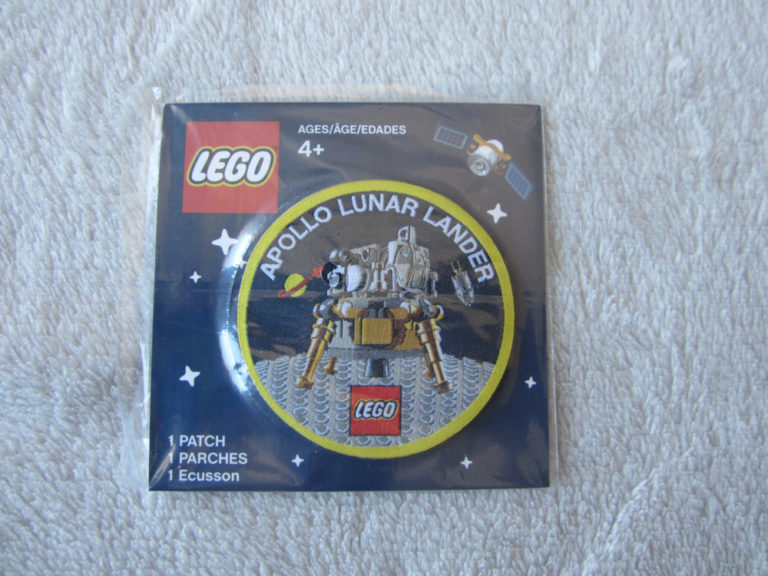 LEGO
AGES/ÂGE/EDADES
4+
APOLLO LUNAR LANDER
LEGO
1 PATCH
1 PARCHES
1 Ecusson